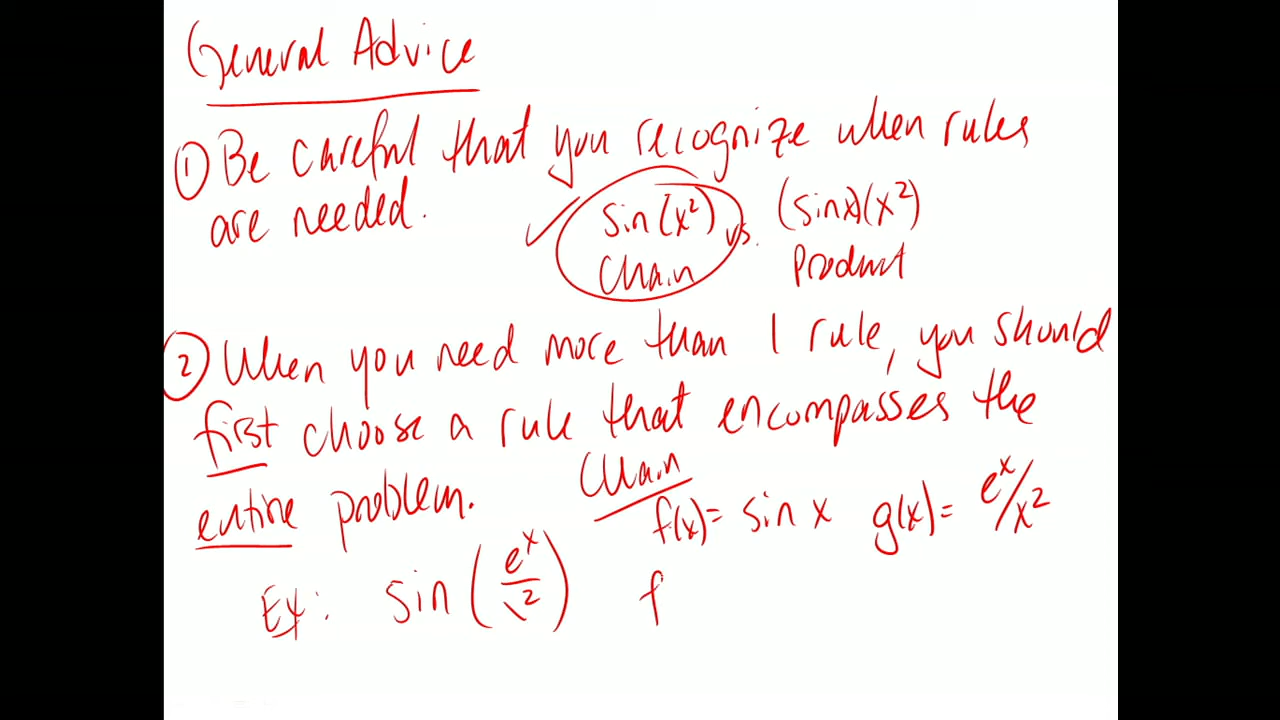 General Advice
① Be careful that you recognize when rules
are needed.
✓ sin(x²) vs. (sinx)(x²)
Chain Product
② When you need more than 1 rule, you should
first choose a rule that encompasses the
entire problem.
Chain
f(x)= sin x g(x)= eˣ/x²
Ex: sin(eˣ/x²) f